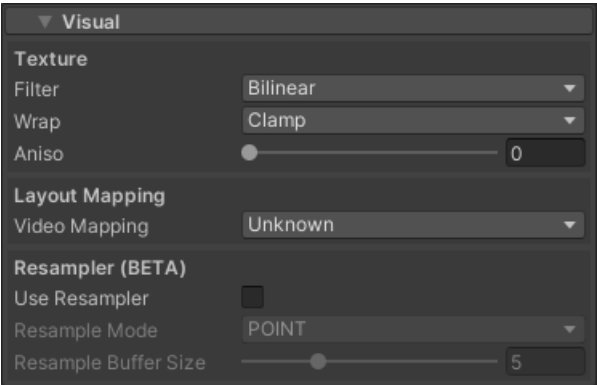 Visual
Texture
Filter Bilinear
Wrap Clamp
Aniso 0
Layout Mapping
Video Mapping Unknown
Resampler (BETA)
Use Resampler
Resample Mode POINT
Resample Buffer Size 5